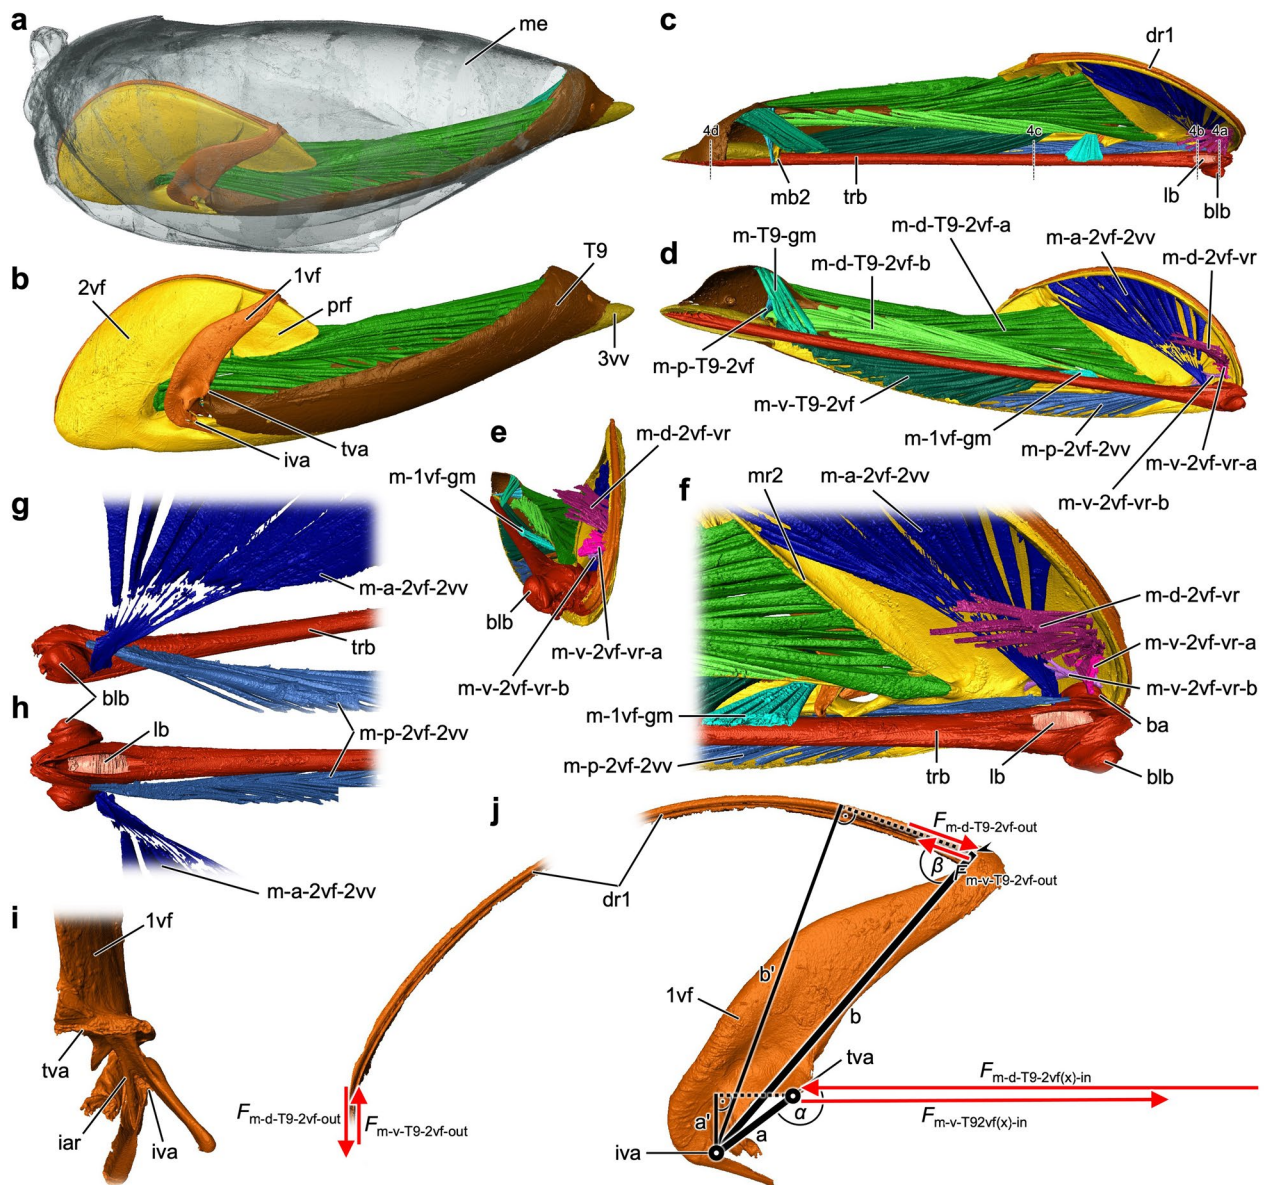 a
me
b
2vf
1vf
prf
T9
3vv
tva
iva
c
dr1
4d
4c
4b
4a
mb2
trb
lb
blb
d
m-T9-gm
m-d-T9-2vf-b
m-d-T9-2vf-a
m-a-2vf-2vv
m-d-2vf-vr
m-p-T9-2vf
m-v-T9-2vf
m-1vf-gm
m-p-2vf-2vv
m-v-2vf-vr-a
m-v-2vf-vr-b
e
m-d-2vf-vr
m-1vf-gm
blb
m-v-2vf-vr-a
m-v-2vf-vr-b
f
mr2
m-a-2vf-2vv
m-d-2vf-vr
m-v-2vf-vr-a
m-v-2vf-vr-b
m-1vf-gm
m-p-2vf-2vv
trb
lb
ba
blb
g
m-a-2vf-2vv
trb
blb
h
lb
m-p-2vf-2vv
m-a-2vf-2vv
i
1vf
tva
iar
iva
F m-d-T9-2vf-out
F m-v-T9-2vf-out
dr1
j
F m-d-T9-2vf-out
β
F m-v-T9-2vf-out
b'
b
1vf
tva
F m-d-T9-2vf(x)-in
F m-v-T92vf(x)-in
a'
a
α
iva